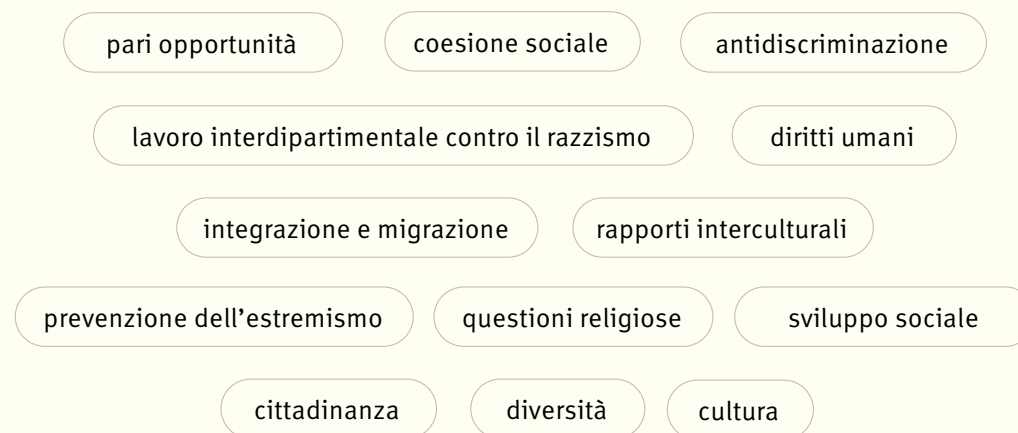 pari opportunità coesione sociale antidiscriminazione
lavoro interdipartimentale contro il razzismo diritti umani
integrazione e migrazione rapporti interculturali
prevenzione dell’estremismo questioni religiose sviluppo sociale
cittadinanza diversità cultura